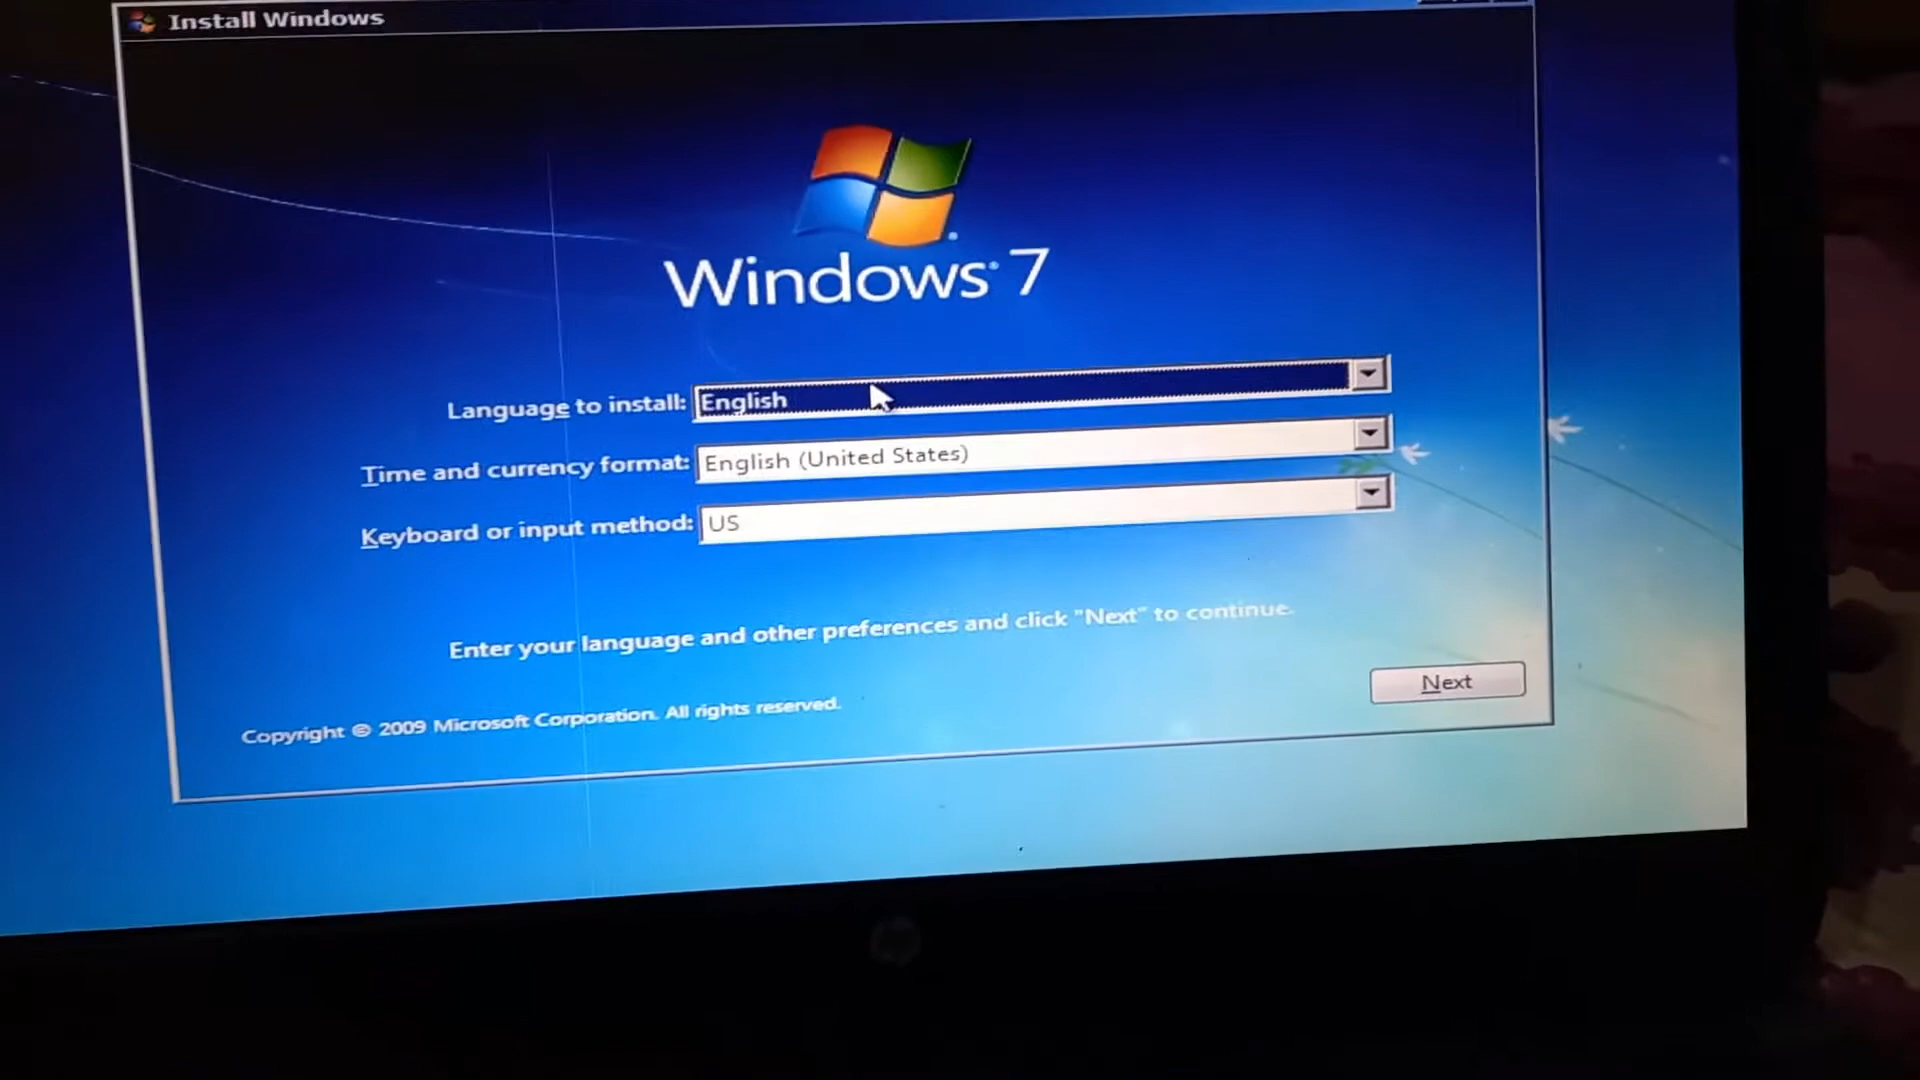 Install Windows
Windows® 7
Language to install: English
Time and currency format: English (United States)
Keyboard or input method: US
Enter your language and other preferences and click "Next" to continue.
Next
Copyright © 2009 Microsoft Corporation. All rights reserved.
hp